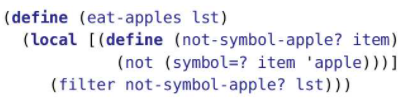 (define (eat-apples lst)
  (local [(define (not-symbol-apple? item)
            (not (symbol=? item 'apple)))]
    (filter not-symbol-apple? lst)))